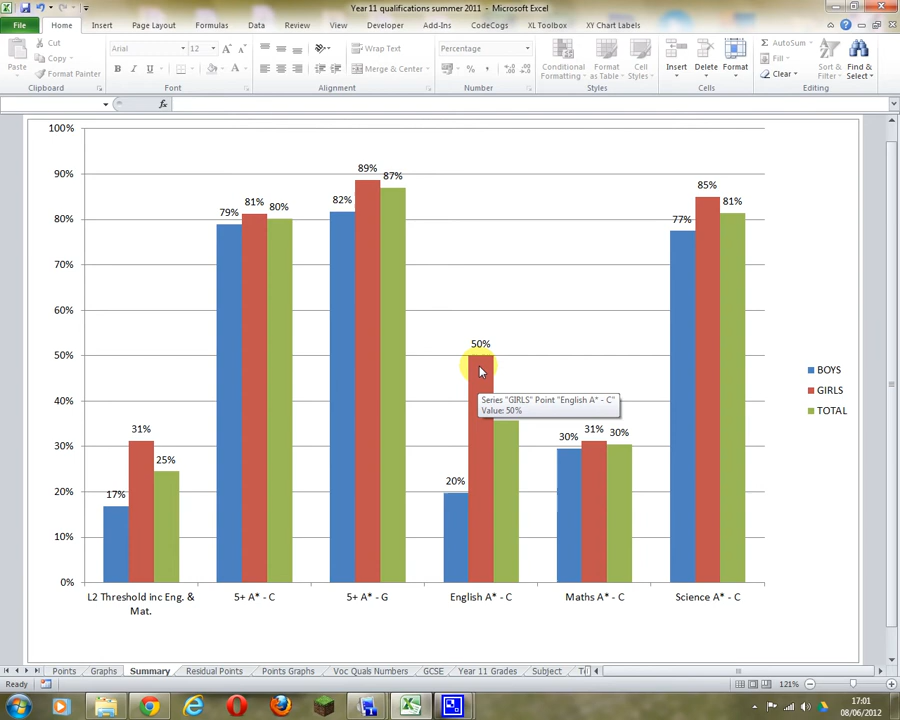 Year 11 qualifications summer 2011 - Microsoft Excel
File Home Insert Page Layout Formulas Data Review View Developer Add-Ins CodeCogs XL Toolbox XY Chart Labels
Paste
Cut
Copy
Format Painter
Clipboard
Arial 12
Font
Wrap Text
Merge & Center
Alignment
Percentage
Number
Conditional Formatting
Format as Table
Cell Styles
Styles
Insert Delete Format
Cells
AutoSum
Fill
Clear
Sort & Filter
Find & Select
Editing
100%
90%
80%
70%
60%
50%
40%
30%
20%
10%
0%
17% 31% 25%
79% 81% 80%
82% 89% 87%
20% 50%
30% 31% 30%
77% 85% 81%
Series "GIRLS" Point "English A* - C"
Value: 50%
BOYS
GIRLS
TOTAL
L2 Threshold inc Eng. &
Mat.
5+ A* - C
5+ A* - G
English A* - C
Maths A* - C
Science A* - C
Points Graphs Summary Residual Points Points Graphs Voc Quals Numbers GCSE Year 11 Grades Subject
Ready 121%
17:01
08/06/2012